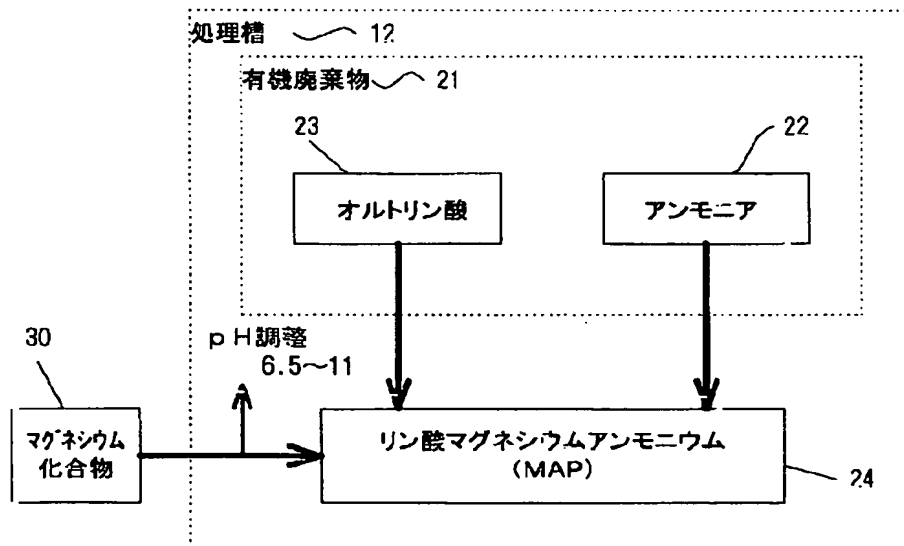 処理槽 12
有機廃棄物 21
23
22
オルトリン酸
アンモニア
30
pH調整
6.5〜11
マグネシウム
化合物
リン酸マグネシウムアンモニウム
(MAP)
24